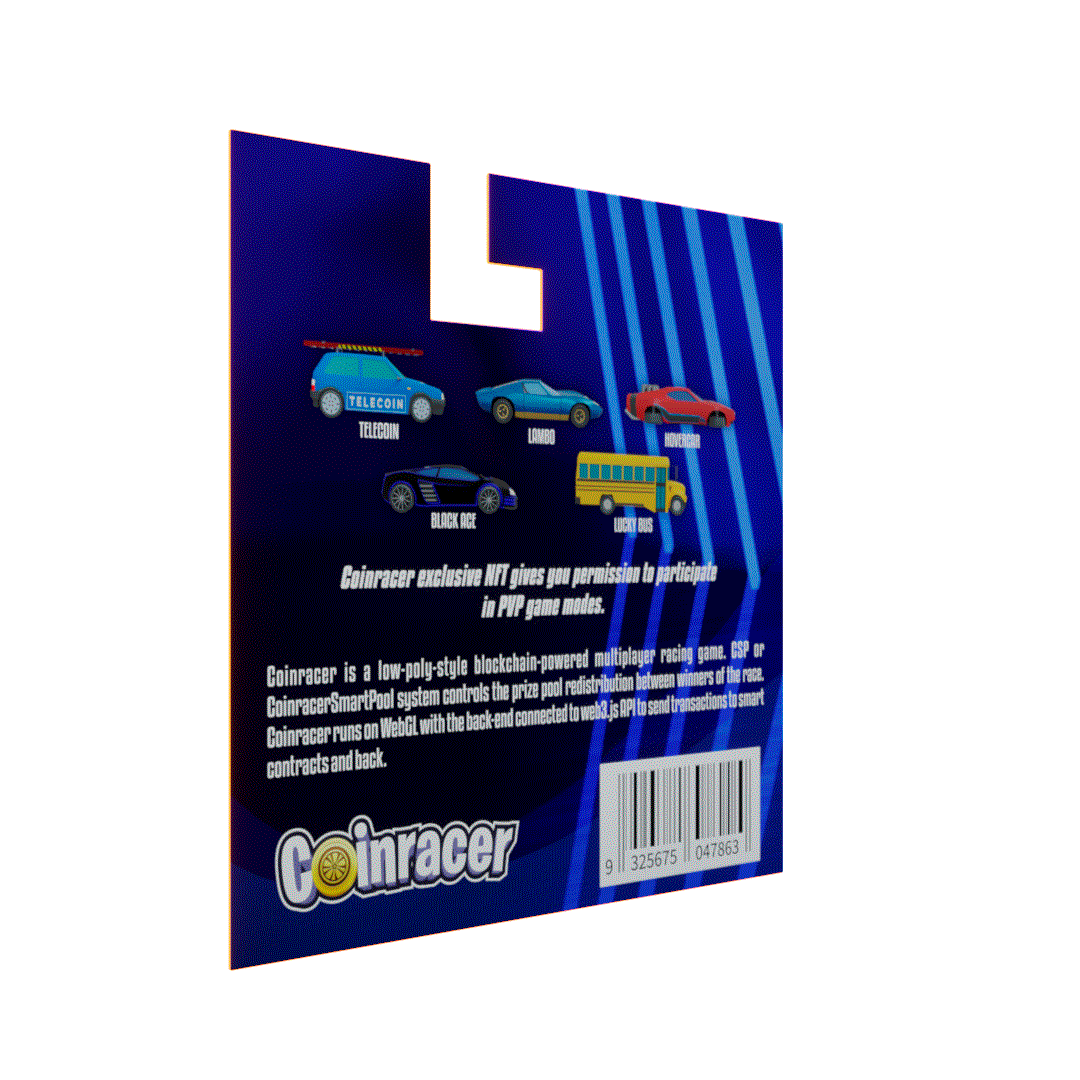 TELECOIN
TELECOIN
LAMBO
HOVERCAR
BLACK ACE
LUCKY BUS
Coinracer exclusive NFT gives you permission to participate
in PVP game modes.
Coinracer is a low-poly-style blockchain-powered multiplayer racing game. CSP or
CoinracerSmartPool system controls the prize pool redistribution between winners of the race.
Coinracer runs on WebGL with the back-end connected to web3.js API to send transactions to smart
contracts and back.
Coinracer
9 325675 047863